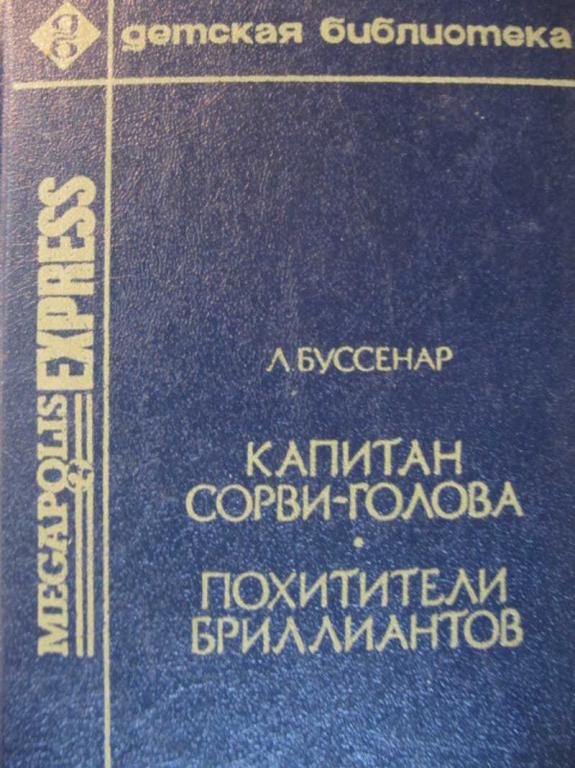 детская библиотека
MEGAPOLIS EXPRESS
Л. БУССЕНАР
КАПИТАН
СОРВИ-ГОЛОВА
•
ПОХИТИТЕЛИ
БРИЛЛИАНТОВ